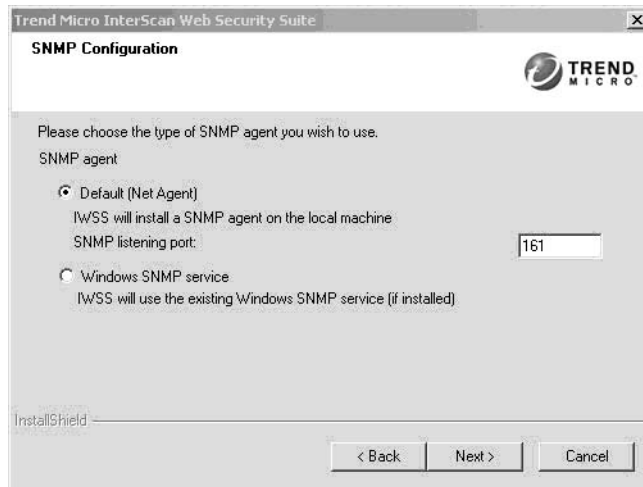 Trend Micro InterScan Web Security Suite
SNMP Configuration
TREND
MICRO
Please choose the type of SNMP agent you wish to use.
SNMP agent
Default (Net Agent)
IWSS will install a SNMP agent on the local machine
SNMP listening port:
161
Windows SNMP service
IWSS will use the existing Windows SNMP service (if installed)
InstallShield
< Back
Next >
Cancel